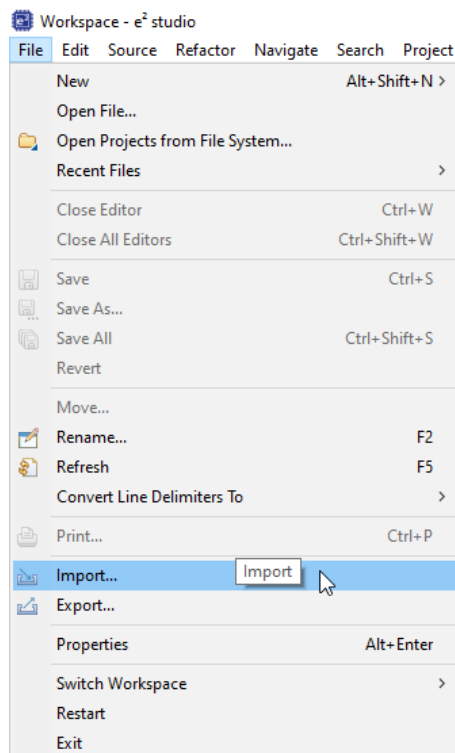 Workspace - e² studio
File Edit Source Refactor Navigate Search Project
New Alt+Shift+N >
Open File...
Open Projects from File System...
Recent Files >
Close Editor Ctrl+W
Close All Editors Ctrl+Shift+W
Save Ctrl+S
Save As...
Save All Ctrl+Shift+S
Revert
Move...
Rename... F2
Refresh F5
Convert Line Delimiters To >
Print... Ctrl+P
Import... Import
Export...
Properties Alt+Enter
Switch Workspace >
Restart
Exit